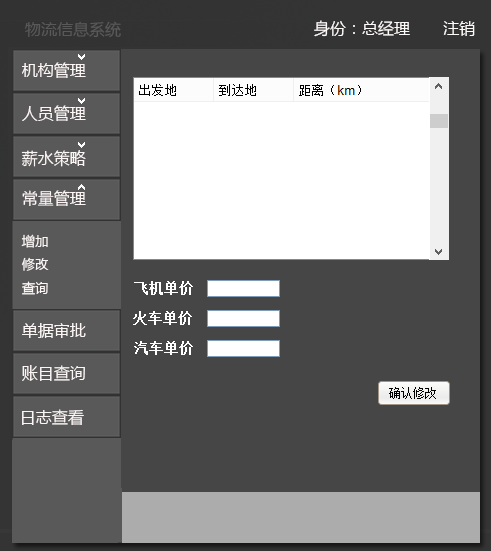 物流信息系统
身份：总经理 注销
机构管理
人员管理
薪水策略
常量管理
增加
修改
查询
单据审批
账目查询
日志查看
出发地 到达地 距离（km）
飞机单价
火车单价
汽车单价
确认修改